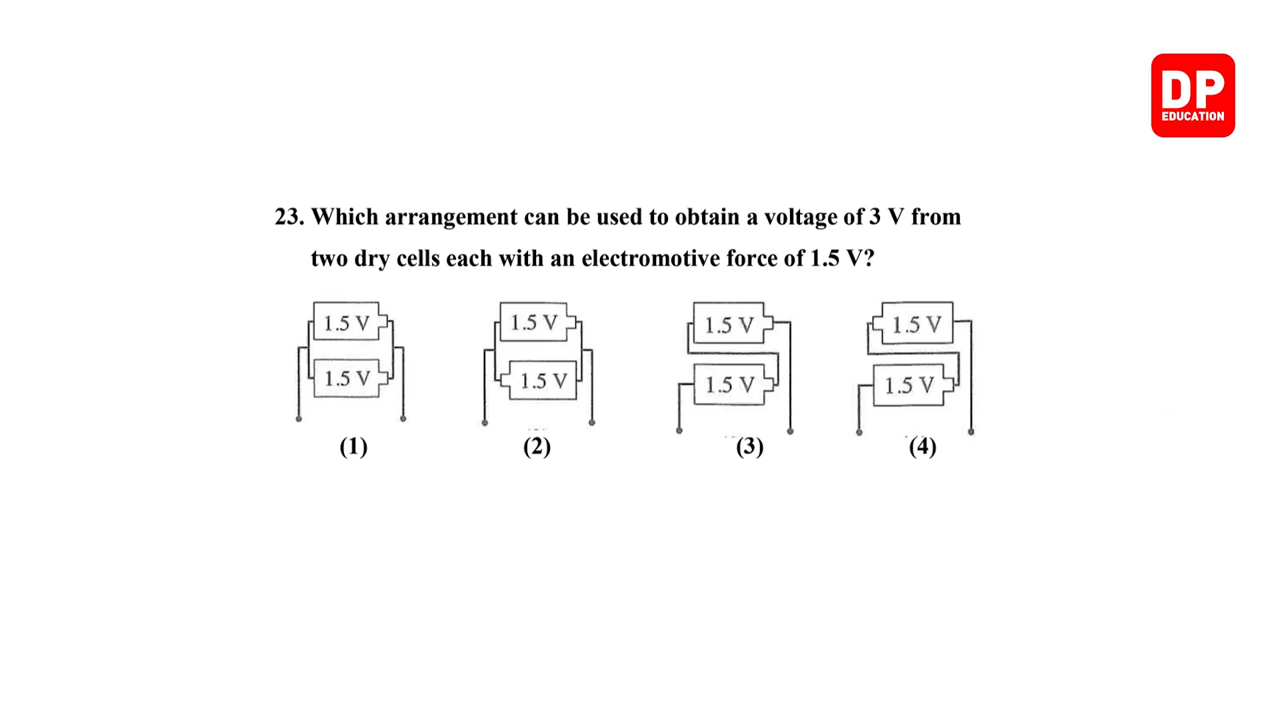 DP
EDUCATION
23. Which arrangement can be used to obtain a voltage of 3 V from
two dry cells each with an electromotive force of 1.5 V?
1.5 V 1.5 V 1.5 V 1.5 V
1.5 V 1.5 V 1.5 V 1.5 V
(1) (2) (3) (4)